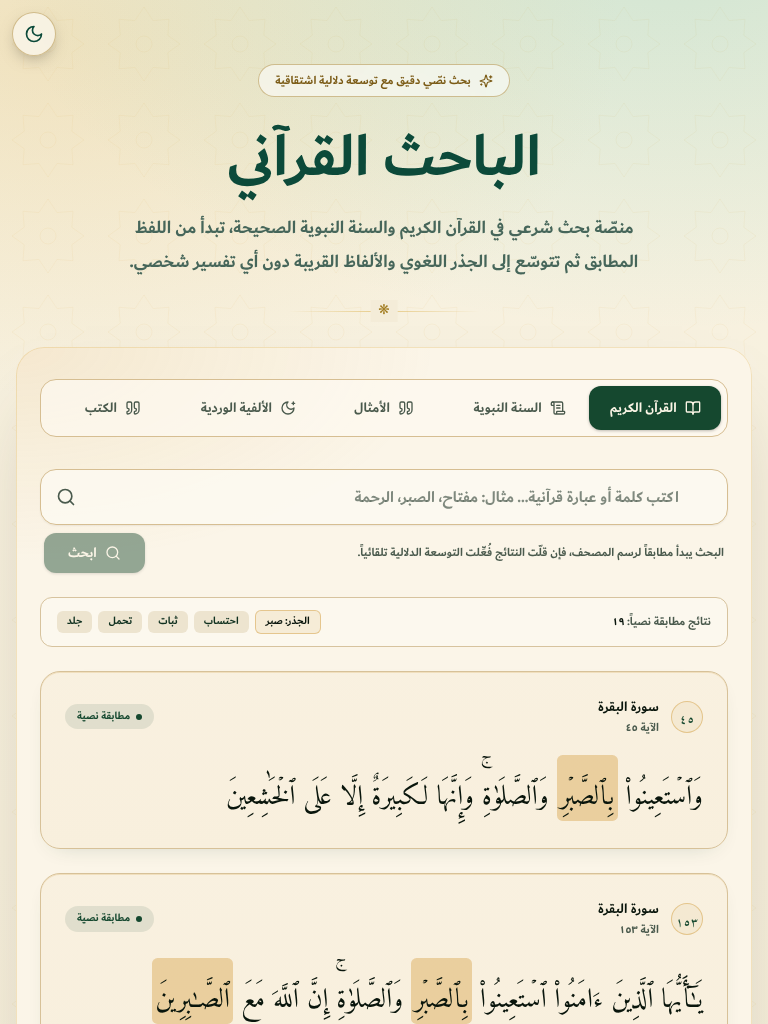 بحث نصّي دقيق مع توسعة دلالية اشتقاقية
الباحث القرآني
منصّة بحث شرعي في القرآن الكريم والسنة النبوية الصحيحة، تبدأ من اللفظ
المطابق ثم تتوسّع إلى الجذر اللغوي والألفاظ القريبة دون أي تفسير شخصي.
القرآن الكريم السنة النبوية الأمثال الألفية الوردية الكتب
اكتب كلمة أو عبارة قرآنية... مثال: مفتاح، الصبر، الرحمة
البحث يبدأ مطابقاً لرسم المصحف، فإن قلّت النتائج فُعّلت التوسعة الدلالية تلقائياً. ابحث
نتائج مطابقة نصياً: ١٩ الجذر: صبر احتساب ثبات تحمل جلد
٤٥ سورة البقرة مطابقة نصية
الآية ٤٥
وَٱسۡتَعِينُواْ بِٱلصَّبۡرِ وَٱلصَّلَوٰةِۚ وَإِنَّهَا لَكَبِيرَةٌ إِلَّا عَلَى ٱلۡخَٰشِعِينَ
١٥٣ سورة البقرة مطابقة نصية
الآية ١٥٣
يَـٰٓأَيُّهَا ٱلَّذِينَ ءَامَنُواْ ٱسۡتَعِينُواْ بِٱلصَّبۡرِ وَٱلصَّلَوٰةِۚ إِنَّ ٱللَّهَ مَعَ ٱلصَّـٰبِرِينَ